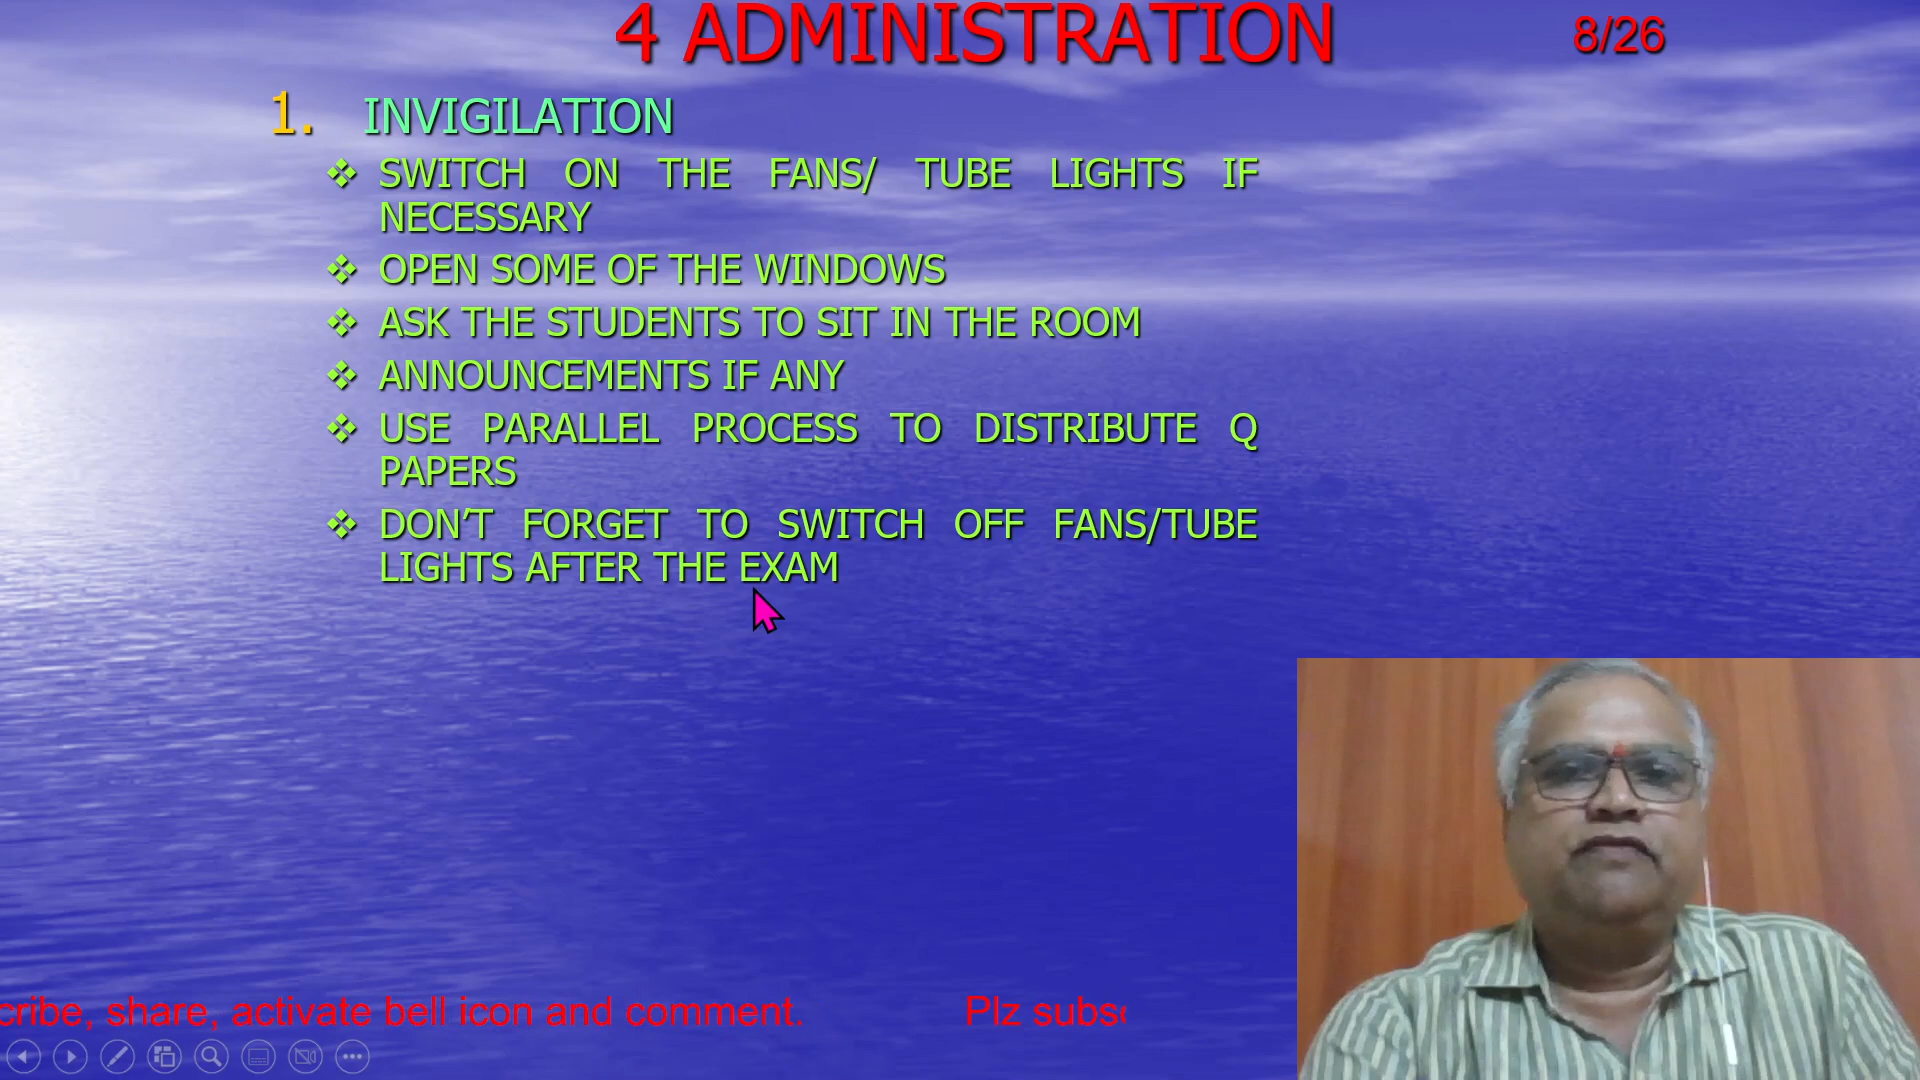 4 ADMINISTRATION
8/26
1. INVIGILATION
❖ SWITCH ON THE FANS/ TUBE LIGHTS IF
NECESSARY
❖ OPEN SOME OF THE WINDOWS
❖ ASK THE STUDENTS TO SIT IN THE ROOM
❖ ANNOUNCEMENTS IF ANY
❖ USE PARALLEL PROCESS TO DISTRIBUTE Q
PAPERS
❖ DON'T FORGET TO SWITCH OFF FANS/TUBE
LIGHTS AFTER THE EXAM
cribe, share, activate bell icon and comment. Plz subs